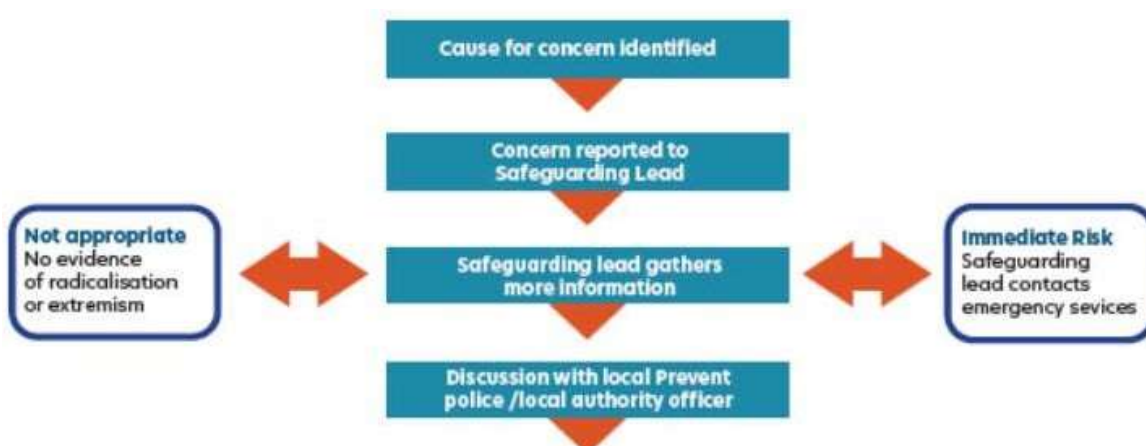 Cause for concern identified
Concern reported to
Safeguarding Lead
Not appropriate
No evidence
of radicalisation
or extremism
Safeguarding lead gathers
more information
Immediate Risk
Safeguarding
lead contacts
emergency sevices
Discussion with local Prevent
police /local authority officer